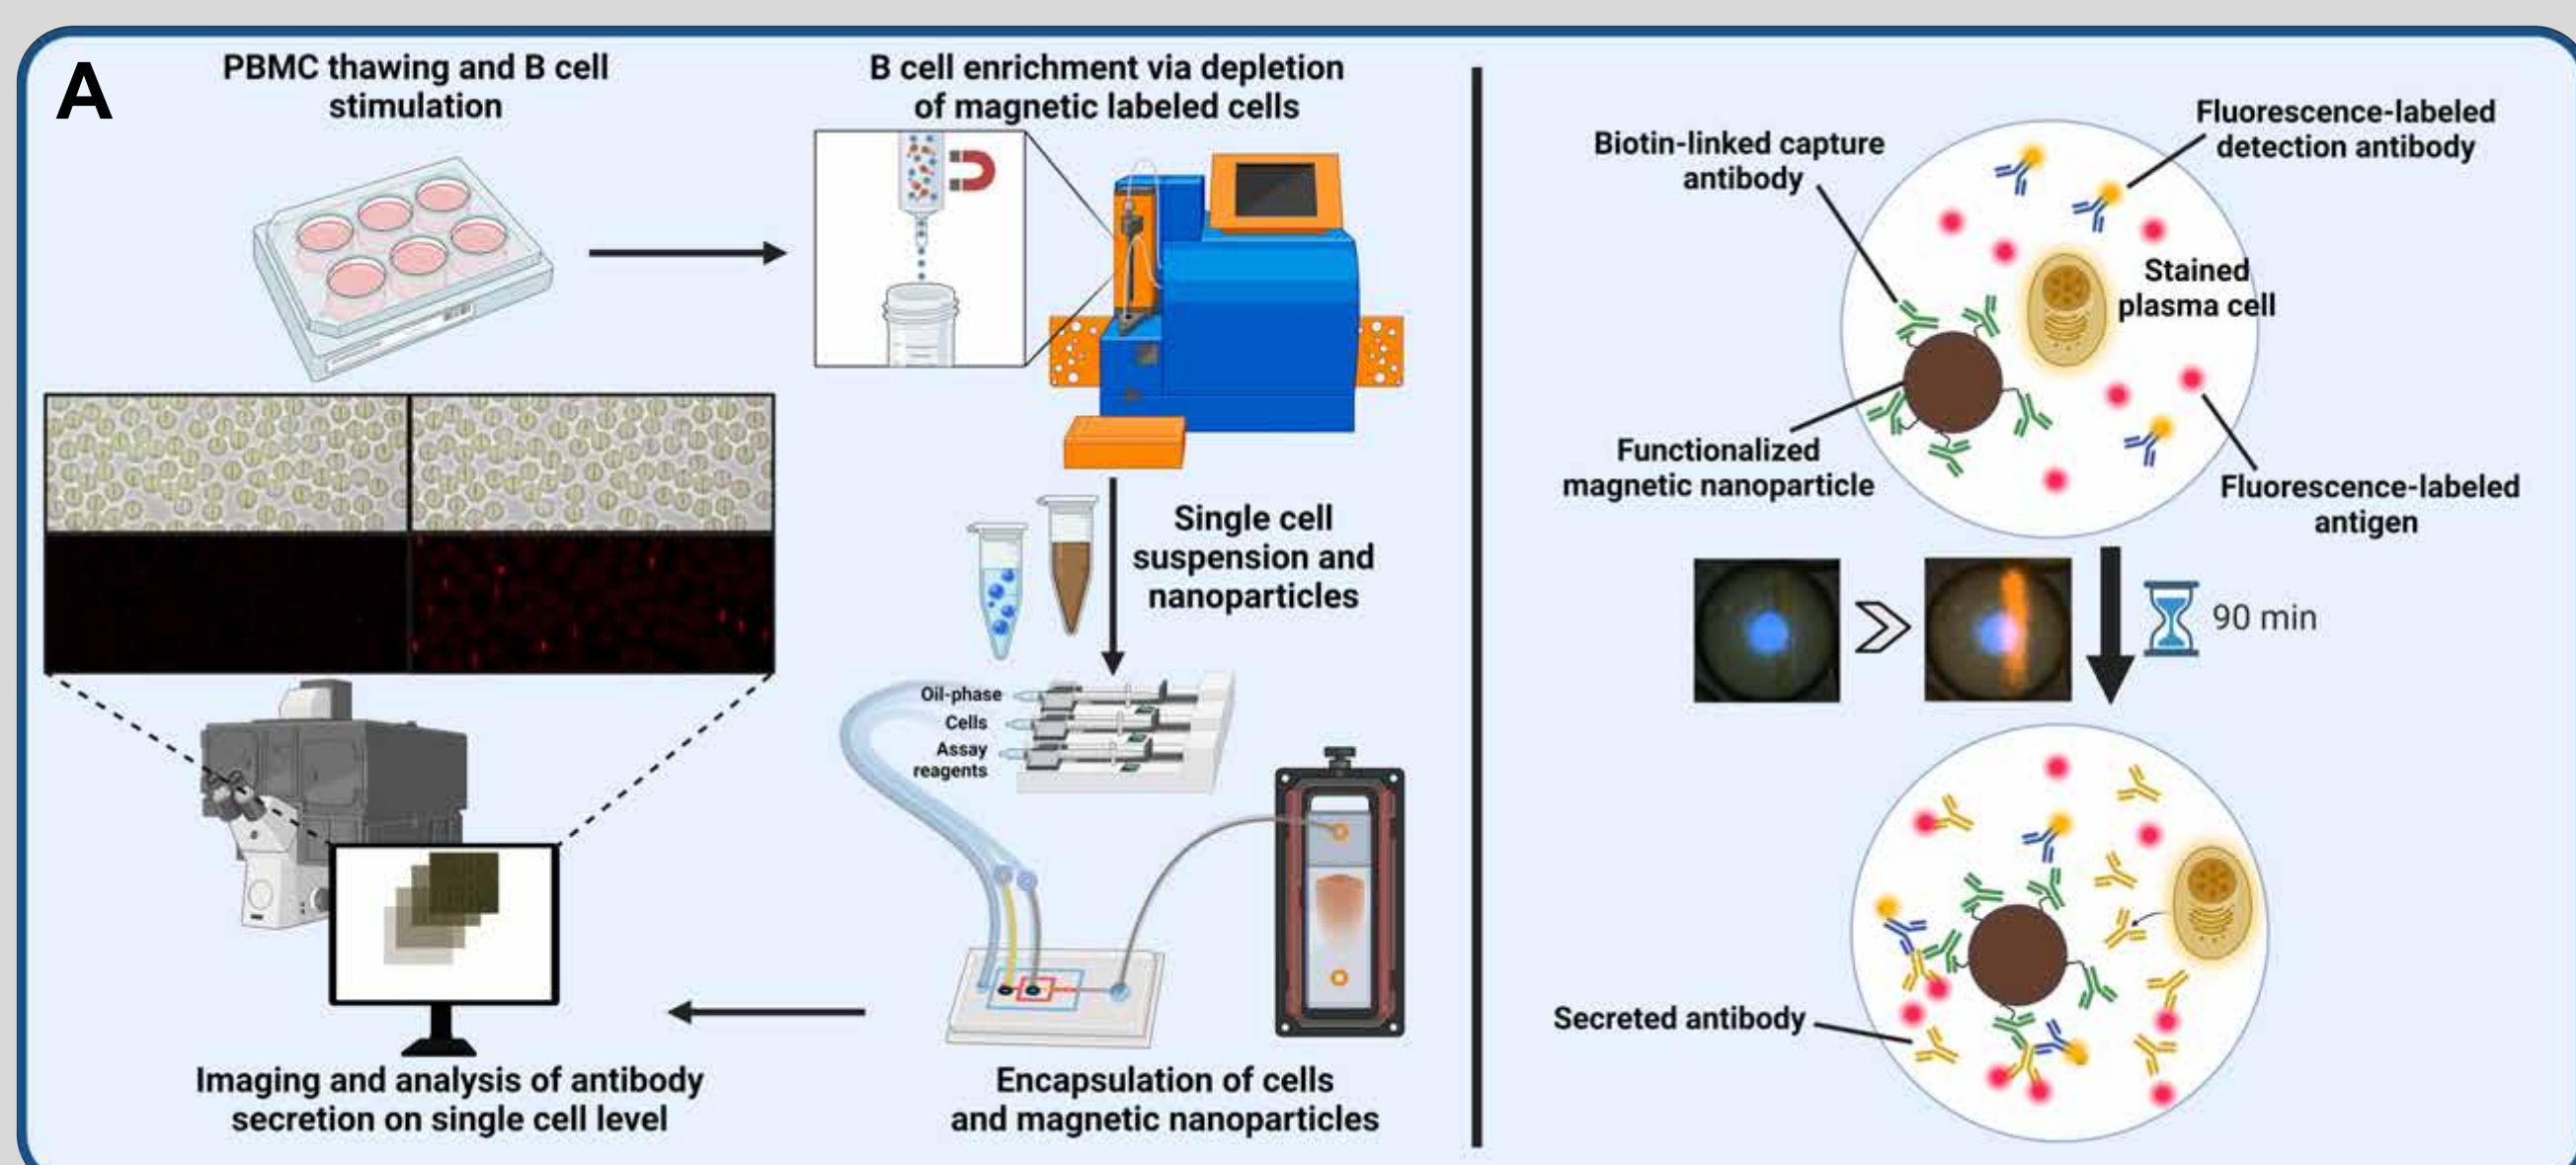 A
PBMC thawing and B cell
stimulation
B cell enrichment via depletion
of magnetic labeled cells
Single cell
suspension and
nanoparticles
Oil-phase
Cells
Assay
reagents
Encapsulation of cells
and magnetic nanoparticles
Imaging and analysis of antibody
secretion on single cell level
Biotin-linked capture
antibody
Fluorescence-labeled
detection antibody
Stained
plasma cell
Functionalized
magnetic nanoparticle
Fluorescence-labeled
antigen
90 min
Secreted antibody